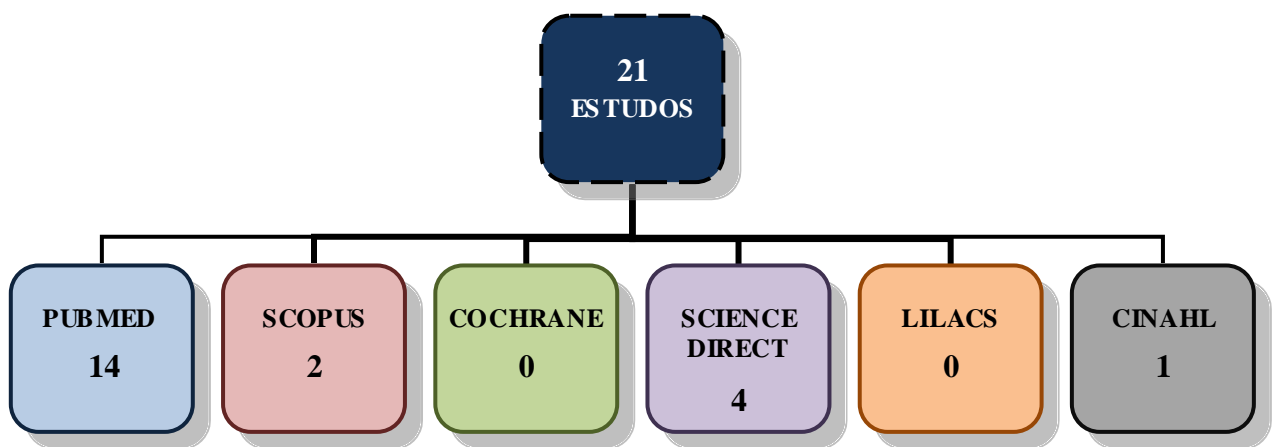 21
ESTUDOS
PUBMED
14
SCOPUS
2
COCHRANE
0
SCIENCE
DIRECT
4
LILACS
0
CINAHL
1